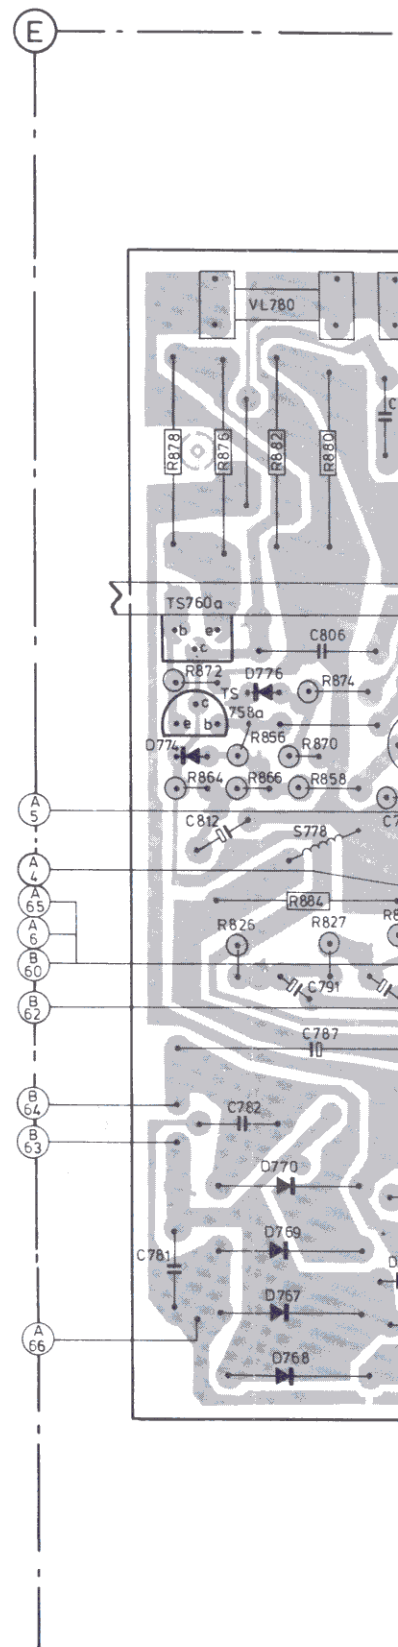 E
VL780
C
R878
R876
R882
R880
TS760a
b e
c
C806
R872
TS
D776
R874
c
758a
e b
D774
R856
R870
R864
R866
R858
A
5
C812
S778
C7
A
4
A
65
R884
A
6
R826
R827
R8
B
60
C791
B
62
C787
B
64
C782
B
63
D770
D769
C781
D
D767
A
66
D768